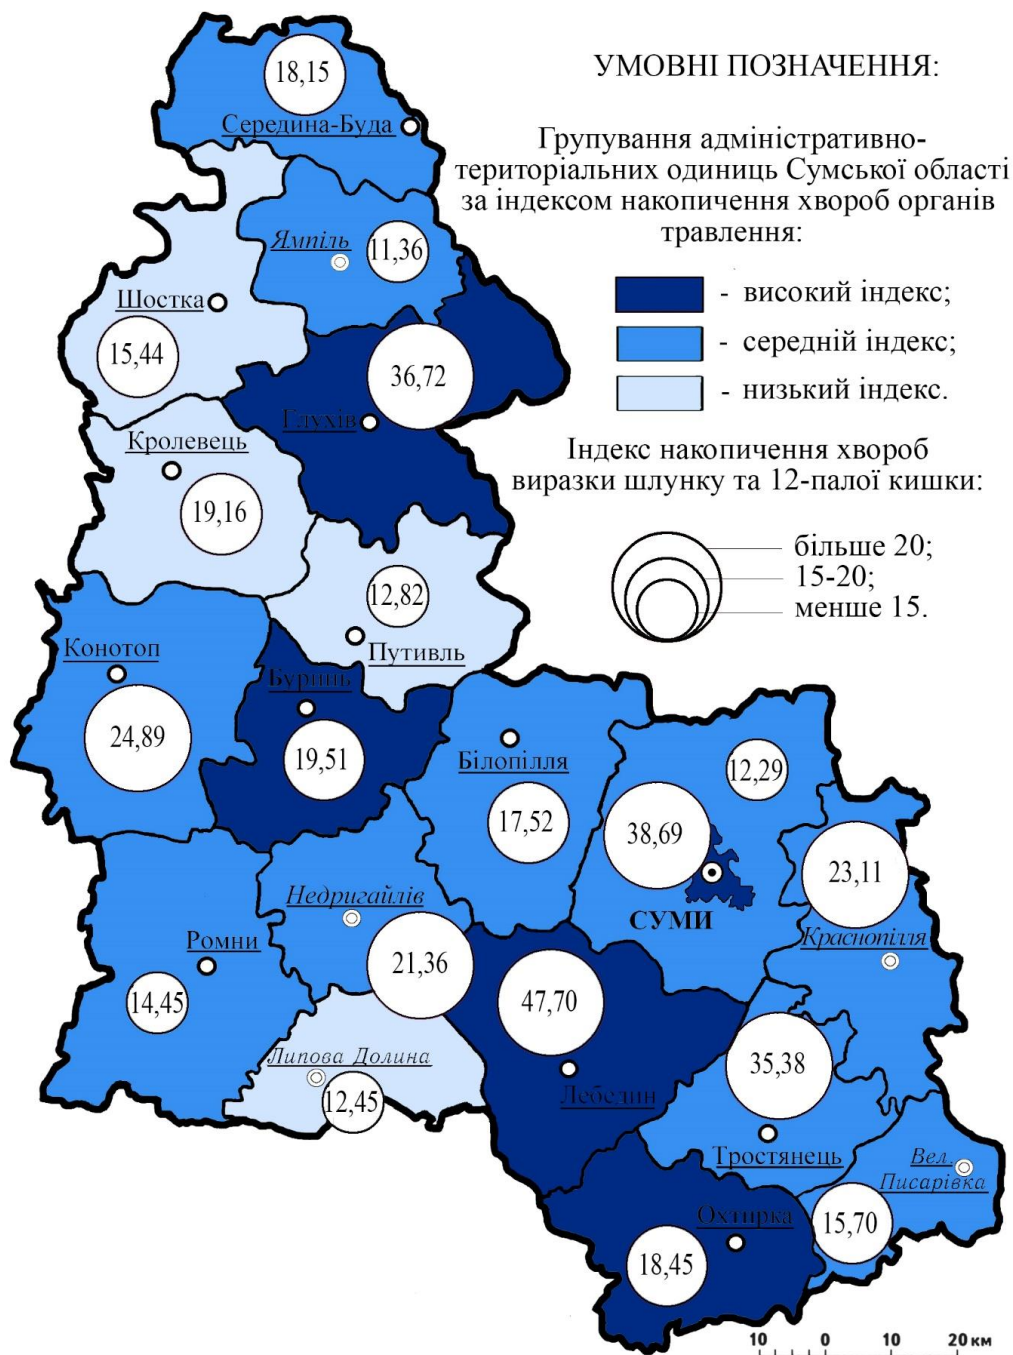 УМОВНІ ПОЗНАЧЕННЯ:
Групування адміністративно-
територіальних одиниць Сумської області
за індексом накопичення хвороб органів
травлення:
- високий індекс;
- середній індекс;
- низький індекс.
Індекс накопичення хвороб
виразки шлунку та 12-палої кишки:
більше 20;
15-20;
менше 15.
18,15
Середина-Буда
Ямпіль
11,36
Шостка
15,44
36,72
Глухів
Кролевець
19,16
12,82
Путивль
Конотоп
24,89
Буринь
19,51
Білопілля
17,52
12,29
38,69
СУМИ
23,11
Краснопілля
Недригайлів
21,36
Ромни
14,45
47,70
Лебедин
Липова Долина
12,45
35,38
Тростянець
Вел.
Писарівка
15,70
Охтирка
18,45
10 0 10 20 км